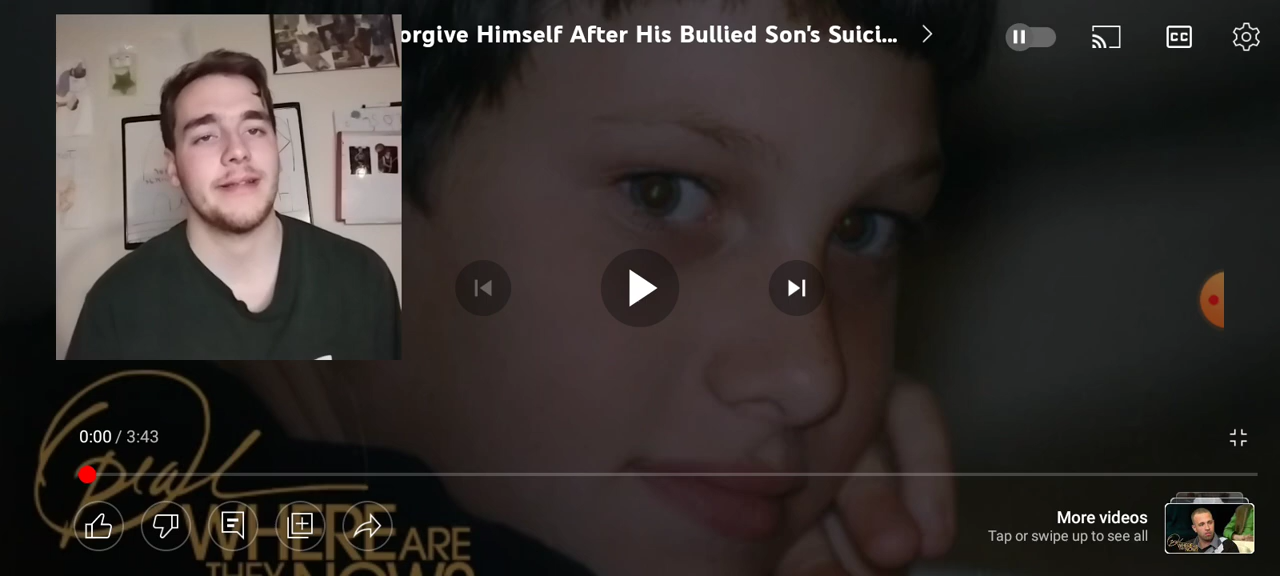 orgive Himself After His Bullied Son's Suici...
CC
0:00 / 3:43
Oprah
WHERE ARE
THEY NOW?
More videos
Tap or swipe up to see all